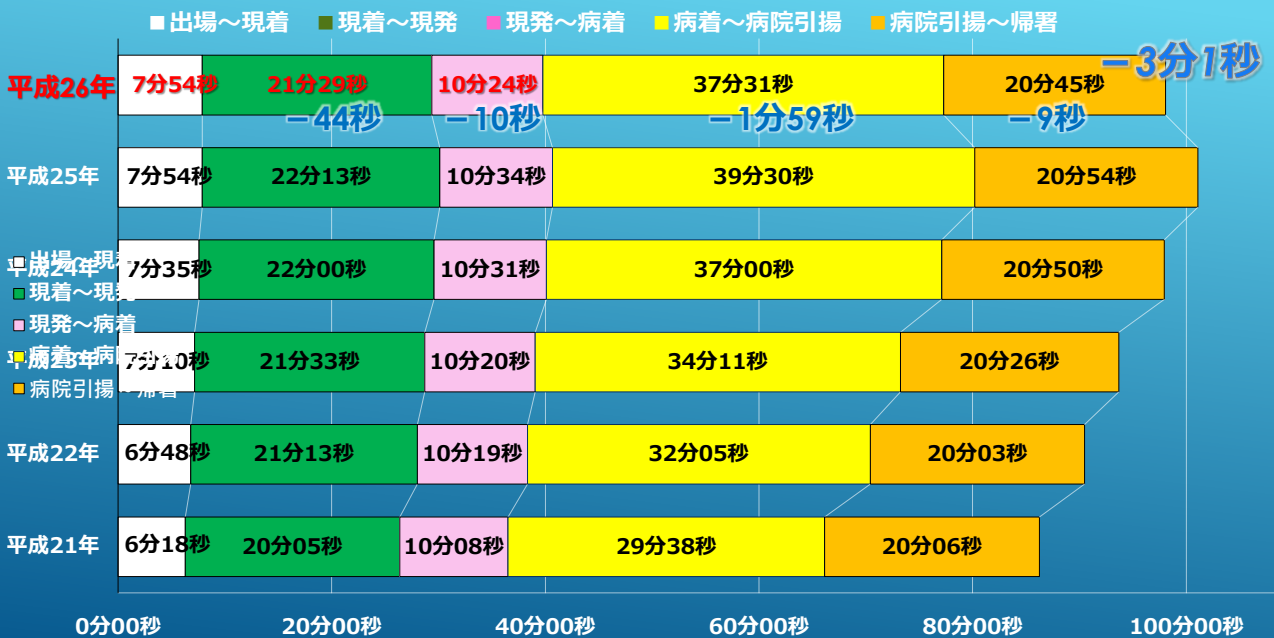 出場～現着 現着～現発 現発～病着 病着～病院引揚 病院引揚～帰署
－3分1秒
平成26年 7分54秒 21分29秒 10分24秒 37分31秒 20分45秒
－44秒 －10秒 －1分59秒 －9秒
平成25年 7分54秒 22分13秒 10分34秒 39分30秒 20分54秒
平成24年 7分35秒 22分00秒 10分31秒 37分00秒 20分50秒
出場～現着
現着～現発
現発～病着
平成23年 7分10秒 21分33秒 10分20秒 34分11秒 20分26秒
病院引揚～帰署
平成22年 6分48秒 21分13秒 10分19秒 32分05秒 20分03秒
平成21年 6分18秒 20分05秒 10分08秒 29分38秒 20分06秒
0分00秒 20分00秒 40分00秒 60分00秒 80分00秒 100分00秒